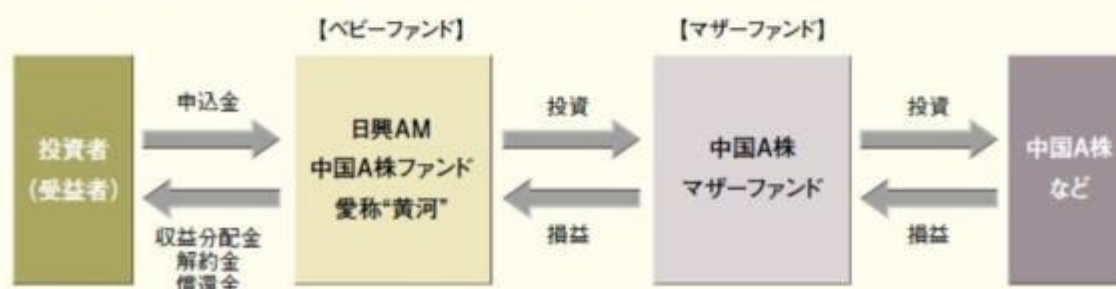 【ベビーファンド】
【マザーファンド】
投資者
(受益者)
申込金
収益分配金
解約金
償還金
日興AM
中国A株ファンド
愛称“黄河”
投資
損益
中国A株
マザーファンド
投資
損益
中国A株
など